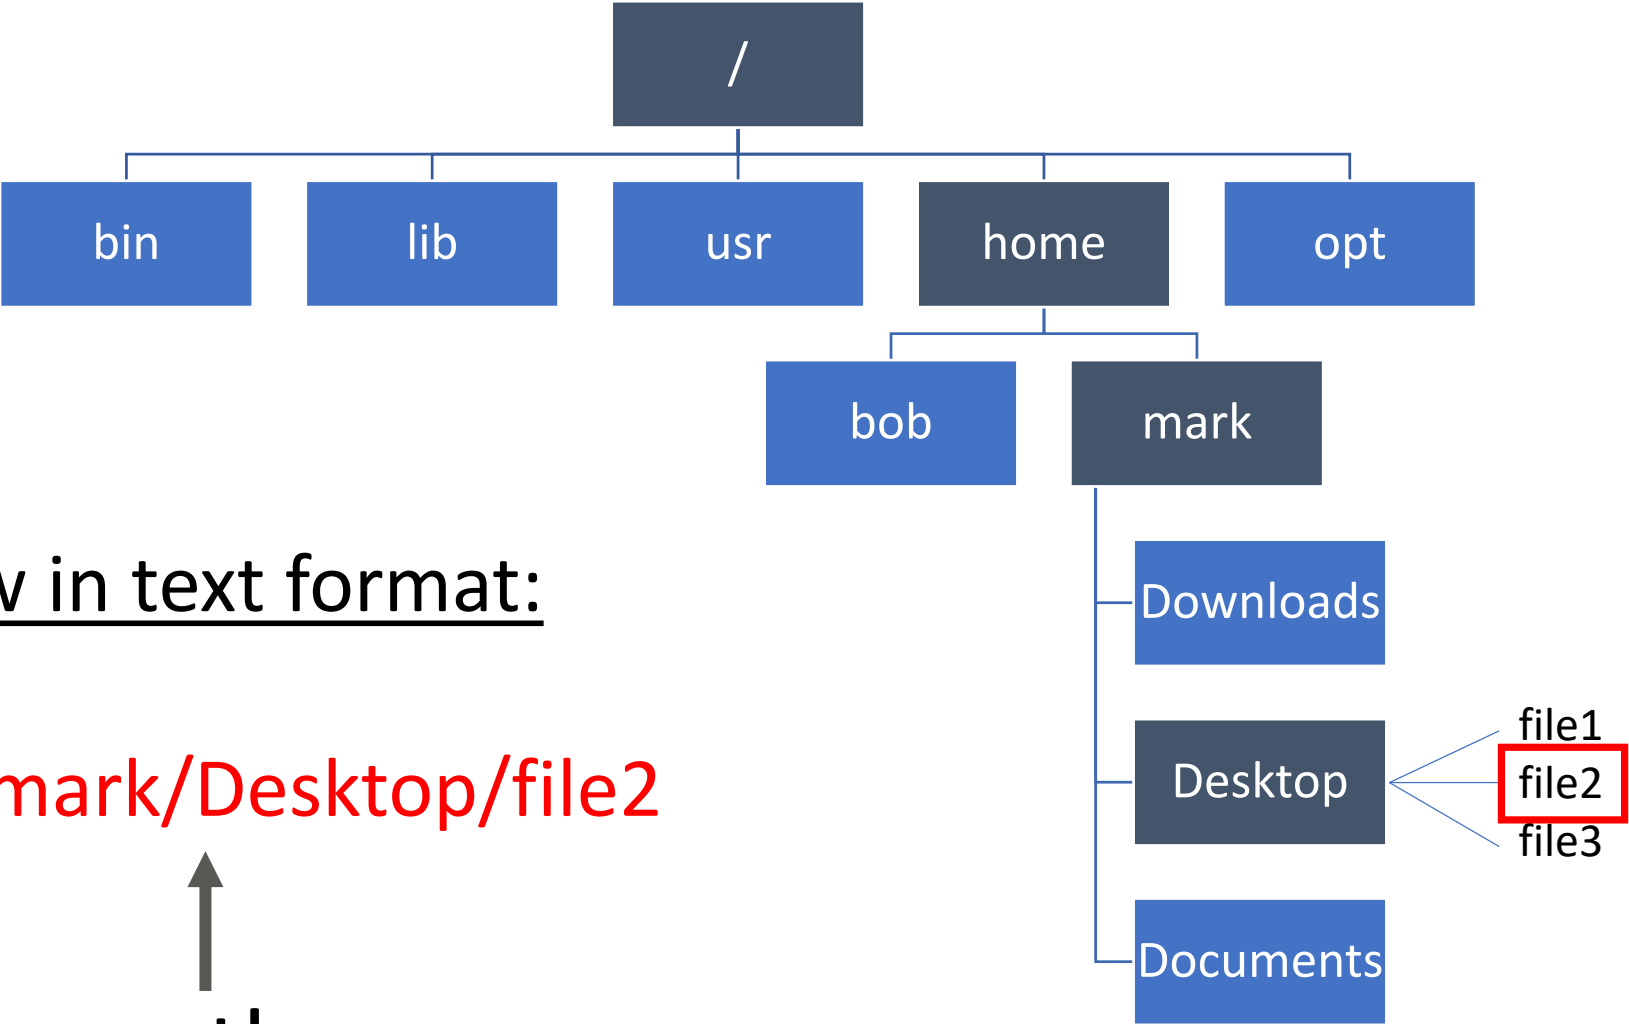 /
bin lib usr home opt
bob mark
in text format:
Downloads
file1
mark/Desktop/file2
Desktop
file2
file3
Documents